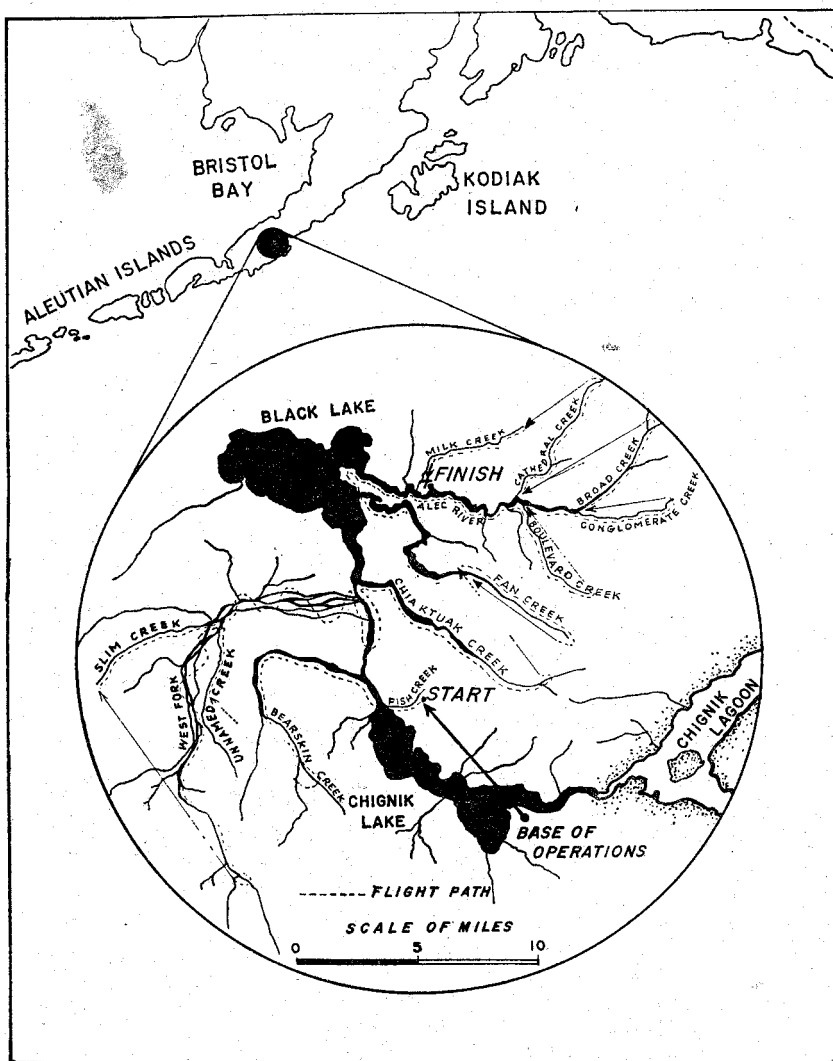 BRISTOL
BAY
KODIAK
ISLAND
ALEUTIAN ISLANDS
BLACK LAKE
MILK CREEK
CATHEDRAL CREEK
FINISH
BROAD CREEK
ALEC RIVER
CONGLOMERATE CREEK
BOULEVARD CREEK
FAN CREEK
CHIAKTUAK CREEK
SLIM CREEK
WEST FORK
UNNAMED CREEK
FISH CREEK
START
BEARSKIN CREEK
CHIGNIK
LAGOON
CHIGNIK
LAKE
BASE OF
OPERATIONS
FLIGHT PATH
SCALE OF MILES
0 5 10